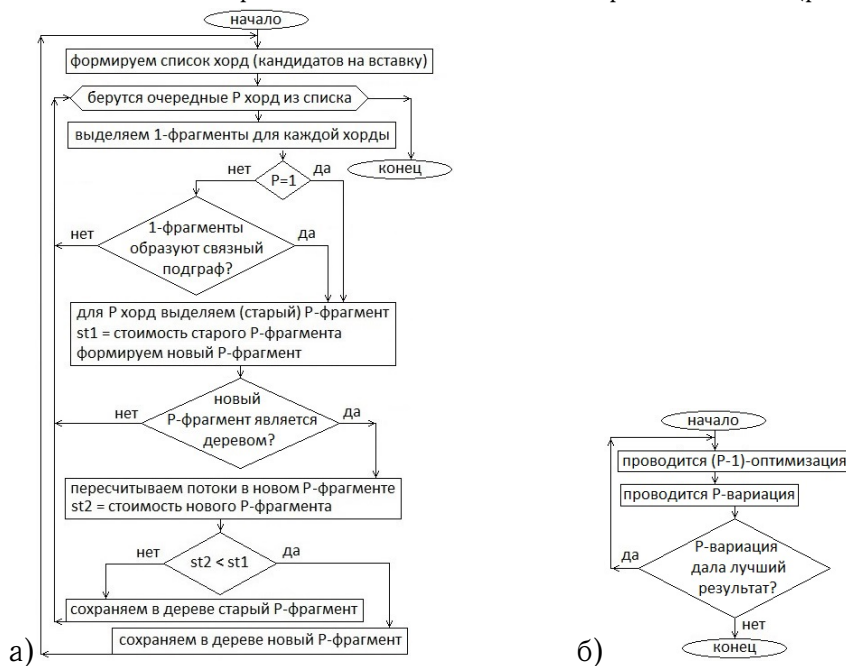 начало
формируем список хорд (кандидатов на вставку)
берутся очередные P хорд из списка
выделяем 1-фрагменты для каждой хорды
конец
нет
P=1
да
1-фрагменты
образуют связный
подграф?
нет
да
для P хорд выделяем (старый) P-фрагмент
st1 = стоимость старого P-фрагмента
формируем новый P-фрагмент
новый
P-фрагмент является
деревом?
нет
да
пересчитываем потоки в новом P-фрагменте
st2 = стоимость нового P-фрагмента
нет
st2 < st1
да
сохраняем в дереве старый P-фрагмент
сохраняем в дереве новый P-фрагмент
а)
начало
проводится (P-1)-оптимизация
проводится P-вариация
P-вариация
дала лучший
результат?
да
нет
конец
б)